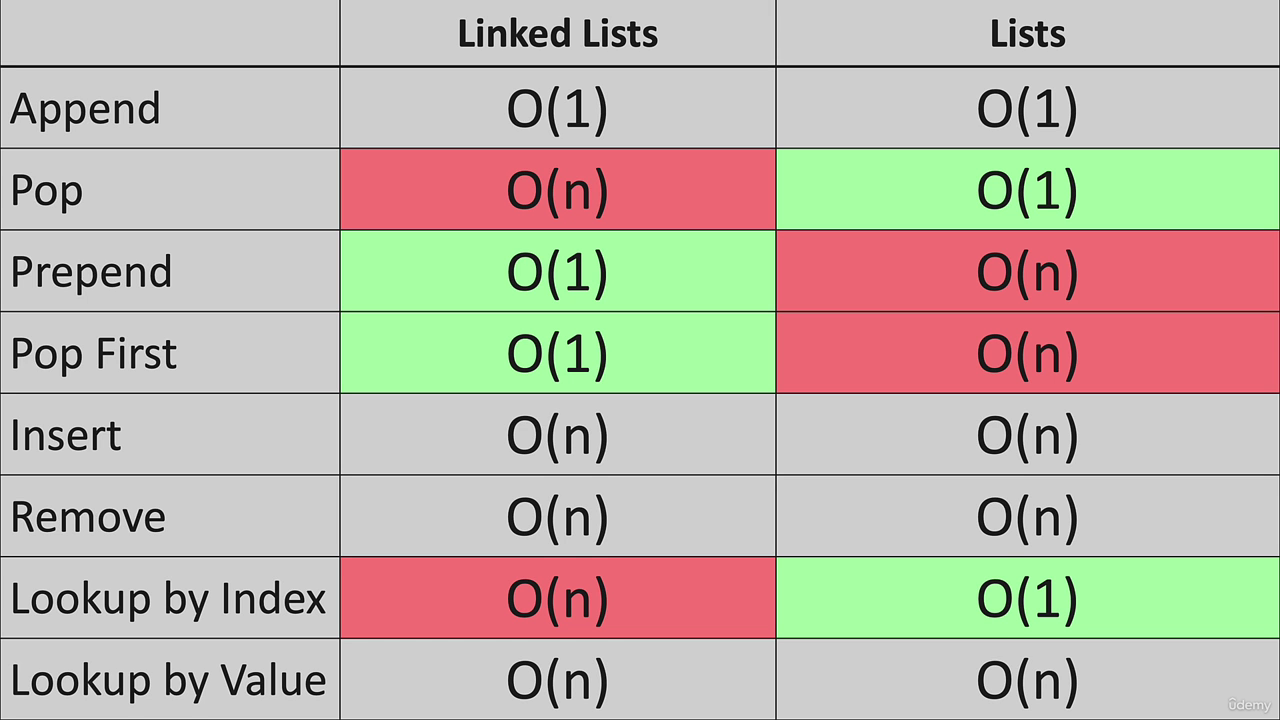 Linked Lists Lists
Append O(1) O(1)
Pop O(n) O(1)
Prepend O(1) O(n)
Pop First O(1) O(n)
Insert O(n) O(n)
Remove O(n) O(n)
Lookup by Index O(n) O(1)
Lookup by Value O(n) O(n)
ûdemy